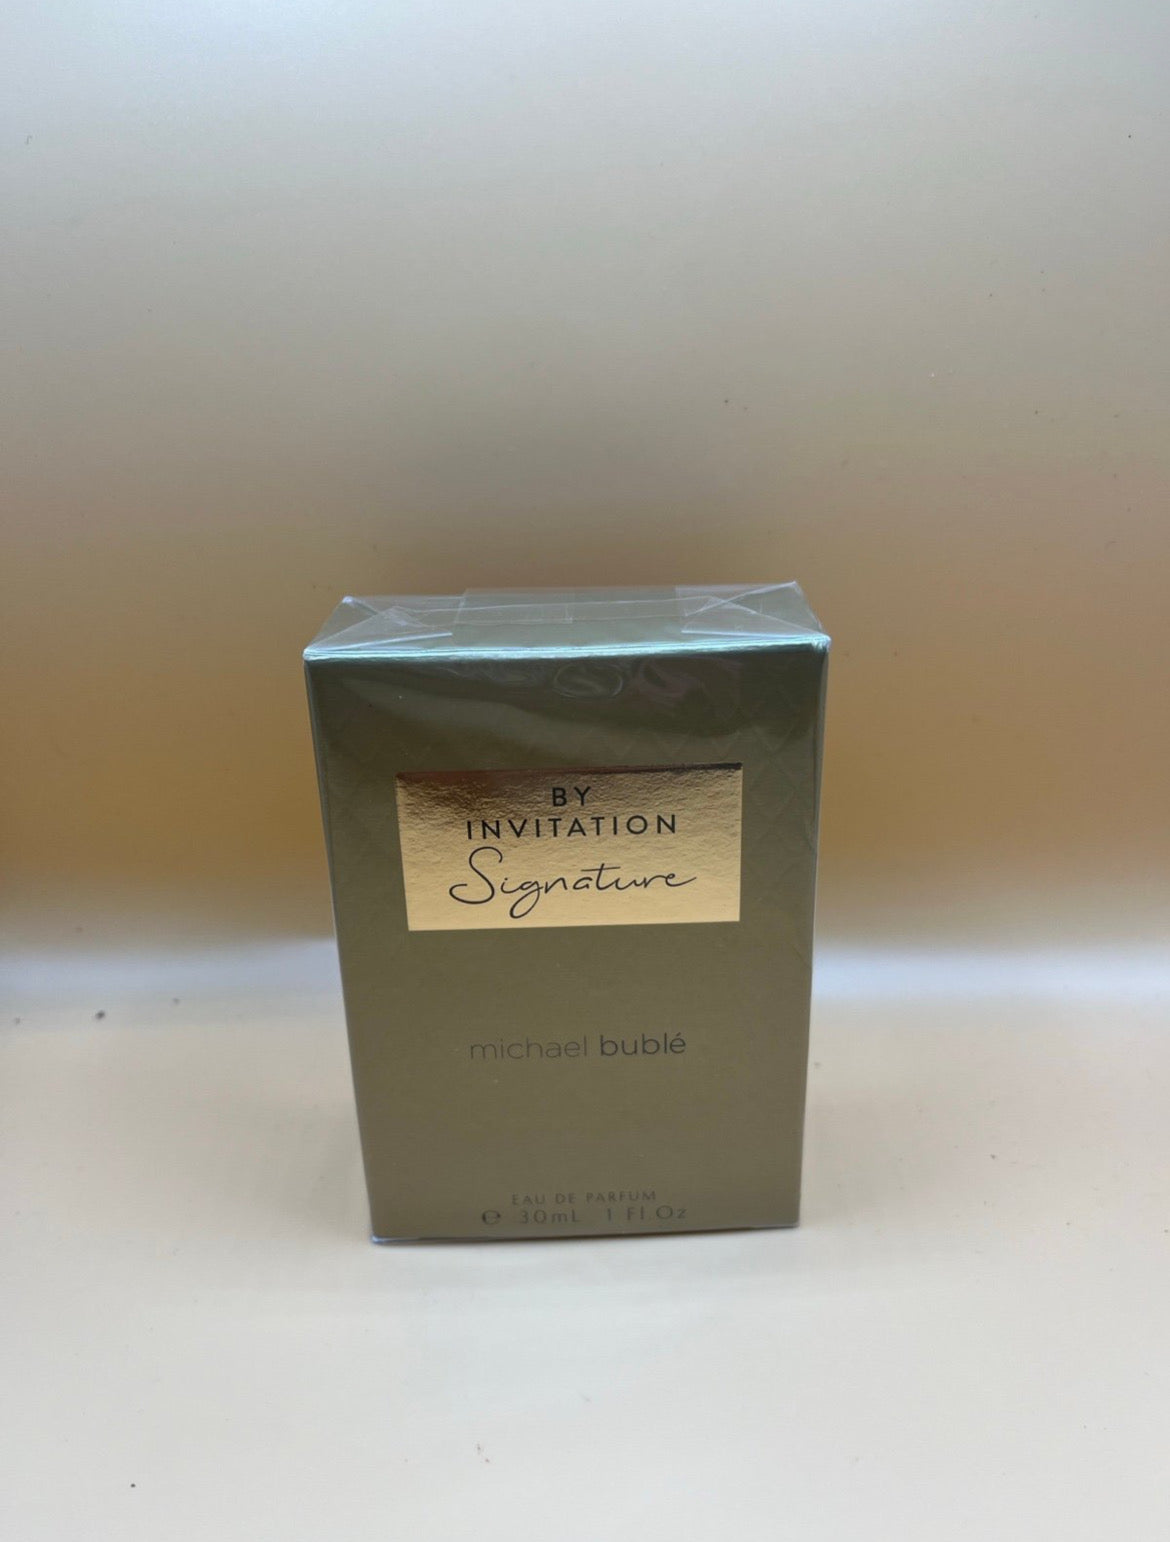 BY
INVITATION
Signature
michael bublé
EAU DE PARFUM
℮ 30mL 1 Fl.Oz